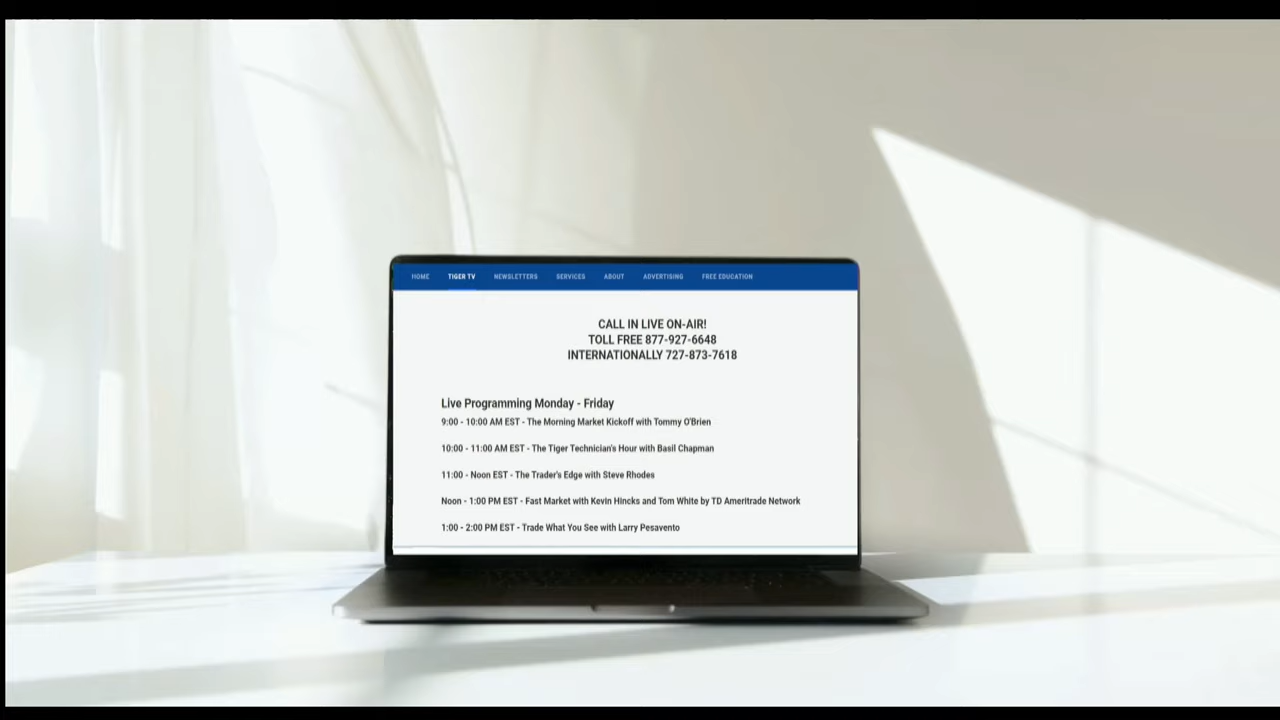 HOME TIGER TV NEWSLETTERS SERVICES ABOUT ADVERTISING FREE EDUCATION
CALL IN LIVE ON-AIR!
TOLL FREE 877-927-6648
INTERNATIONALLY 727-873-7618
Live Programming Monday - Friday
9:00 - 10:00 AM EST - The Morning Market Kickoff with Tommy O'Brien
10:00 - 11:00 AM EST - The Tiger Technician's Hour with Basil Chapman
11:00 - Noon EST - The Trader's Edge with Steve Rhodes
Noon - 1:00 PM EST - Fast Market with Kevin Hincks and Tom White by TD Ameritrade Network
1:00 - 2:00 PM EST - Trade What You See with Larry Pesavento